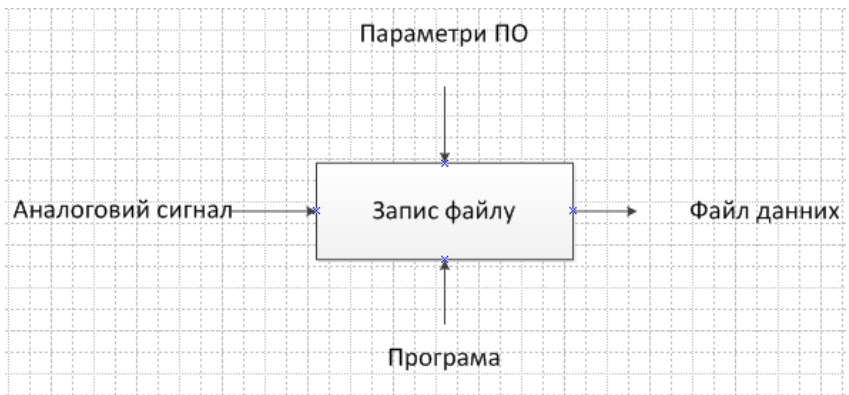 Параметри ПО
Аналоговий сигнал
Запис файлу
Файл данних
Програма